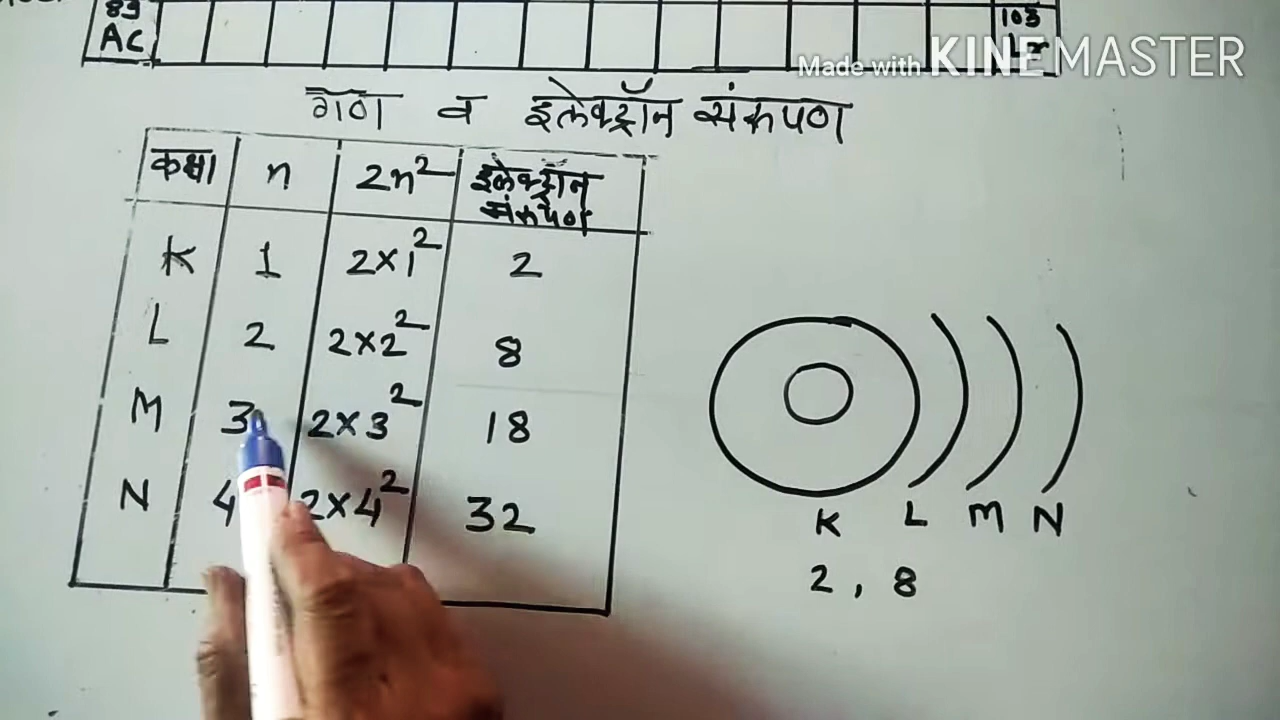 89 103
AC Lr
Made with KINEMASTER
गण व इलेक्ट्रॉन संरूपण
कक्षा n 2n² इलेक्ट्रॉन संरूपण
K 1 2×1² 2
L 2 2×2² 8
M 3 2×3² 18
N 4 2×4² 32
K L M N
2, 8